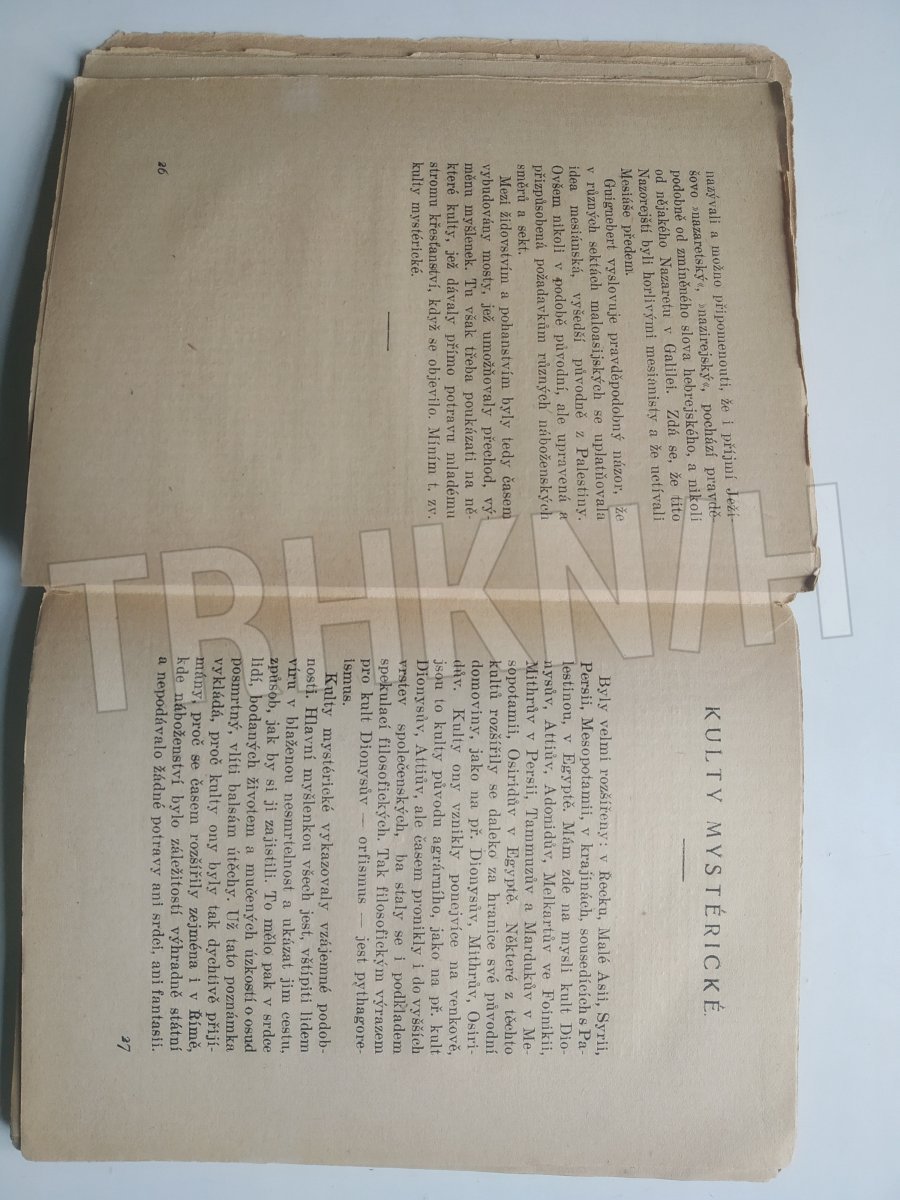 nazývali a možno připomenouti, že i příjmí Ježí-
šovo »nazaretský«, »nazirejský«, pochází pravdě-
podobně od zmíněného slova hebrejského, a nikoli
od nějakého Nazaretu v Galilei. Zdá se, že tito
Nazorejští byli horlivými mesianisty a že uctívali
Mesiáše předem.
Guignebert vyslovuje pravděpodobný názor, že
v různých sektách maloasijských se uplatňovala
idea mesiánská, vyšedší původně z Palestiny.
Ovšem nikoli v podobě původní, ale upravená a
přizpůsobená požadavkům různých náboženských
směrů a sekt.
Mezi židovstvím a pohanstvím byly tedy časem
vybudovány mosty, jež umožňovaly přechod, vý-
měnu myšlenek. Tu však třeba poukázati na ně-
které kulty, jež dávaly přímo potravu mladému
stromu křesťanství, když se objevilo. Míním t. zv.
kulty mystérické.
26
KULTY MYSTÉRICKÉ.
Byly velmi rozšířeny: v Řecku, Malé Asii, Syrii,
Persii, Mesopotamii, v krajinách, sousedících s Pa-
lestinou, v Egyptě. Mám zde na mysli kult Dio-
nysův, Attiův, Adonidův, Melkartův ve Foinikii,
Mithrův v Persii, Tammuzův a Mardukův v Me-
sopotamii, Osiridův v Egyptě. Některé z těchto
kultů rozšířily se daleko za hranice své původní
domoviny, jako na př. Dionysův, Mithrův, Osiri-
dův. Kulty ony vznikly ponejvíce na venkově,
jsou to kulty původu agrárního, jako na př. kult
Dionysův, Attiův, ale časem pronikly i do vyšších
vrstev společenských, ba staly se i podkladem
spekulací filosofických. Tak filosofickým výrazem
pro kult Dionysův — orfismus — jest pythagore-
ismus.
Kulty mystérické vykazovaly vzájemné podob-
nosti. Hlavní myšlenkou všech jest, vštípiti lidem
víru v blaženou nesmrtelnost a ukázat jim cestu,
způsob, jak by si ji zajistili. To mělo pak v srdce
lidí, bodaných životem a mučených úzkostí o osud
posmrtný, vlíti balsám útěchy. Už tato poznámka
vykládá, proč kulty ony byly tak dychtivě přijí-
mány, proč se časem rozšířily zejména i v Římě,
kde náboženství bylo záležitostí výhradně státní
a nepodávalo žádné potravy ani srdci, ani fantasii.
27
TRHKNIH